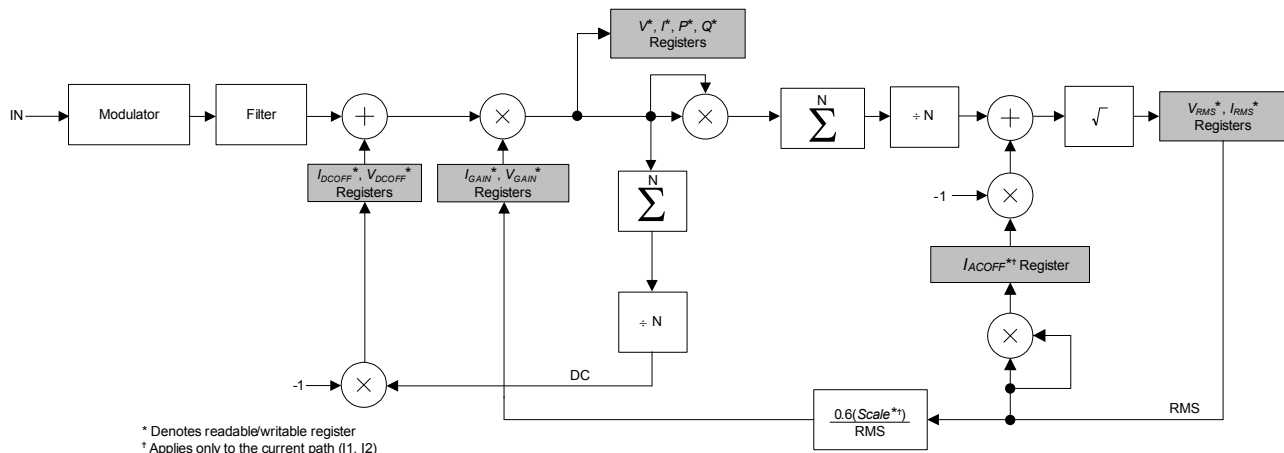 V*, I*, P*, Q*
Registers
IN
Modulator
Filter
+
×
×
N
Σ
÷ N
+
√
V_RMS*, I_RMS*
Registers
I_DCOFF*, V_DCOFF*
Registers
I_GAIN*, V_GAIN*
Registers
N
Σ
-1
×
I_ACOFF*† Register
÷ N
×
-1
×
DC
0.6(Scale*†)
RMS
RMS
* Denotes readable/writable register
† Applies only to the current path (I1, I2)